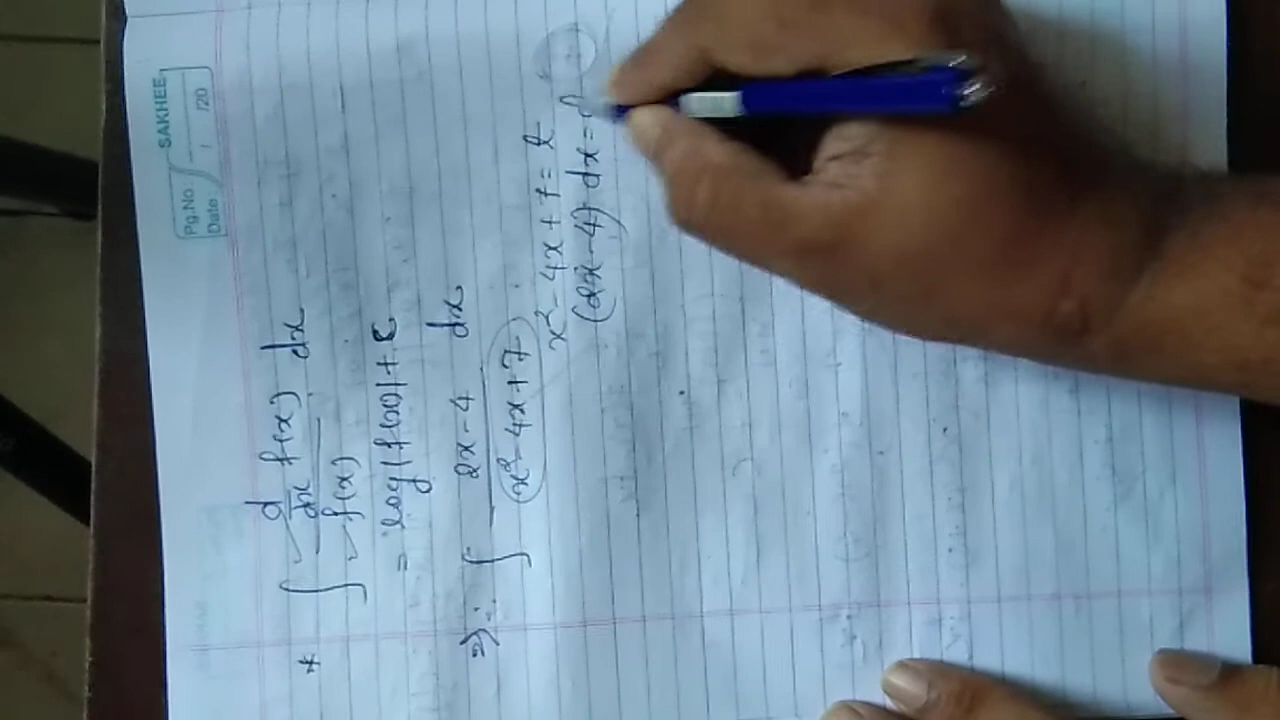 SAKHEE
Pg.No
Date: / /20
* ∫ d/dx f(x) / f(x) dx
= log|f(x)| + c
⇒ ∫ 2x-4 / x²-4x+7 dx
x²-4x+7=t
(2x-4) dx = d